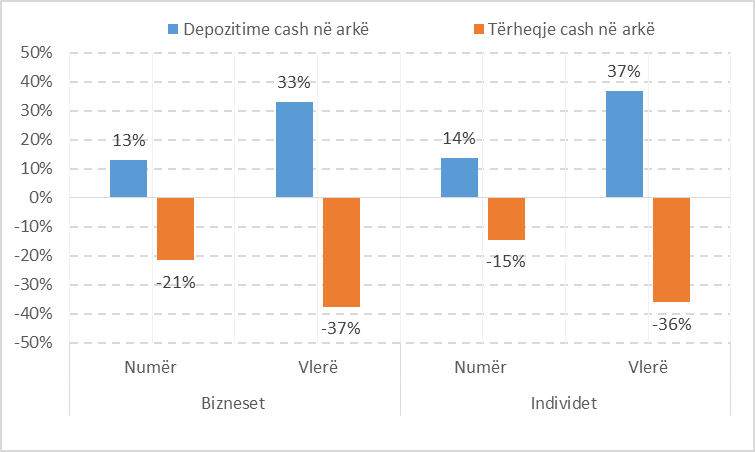 Depozitime cash në arkë
Tërheqje cash në arkë
50%
40%
30%
20%
10%
0%
-10%
-20%
-30%
-40%
-50%
13%
33%
14%
37%
-21%
-37%
-15%
-36%
Numër
Vlerë
Numër
Vlerë
Bizneset
Individet